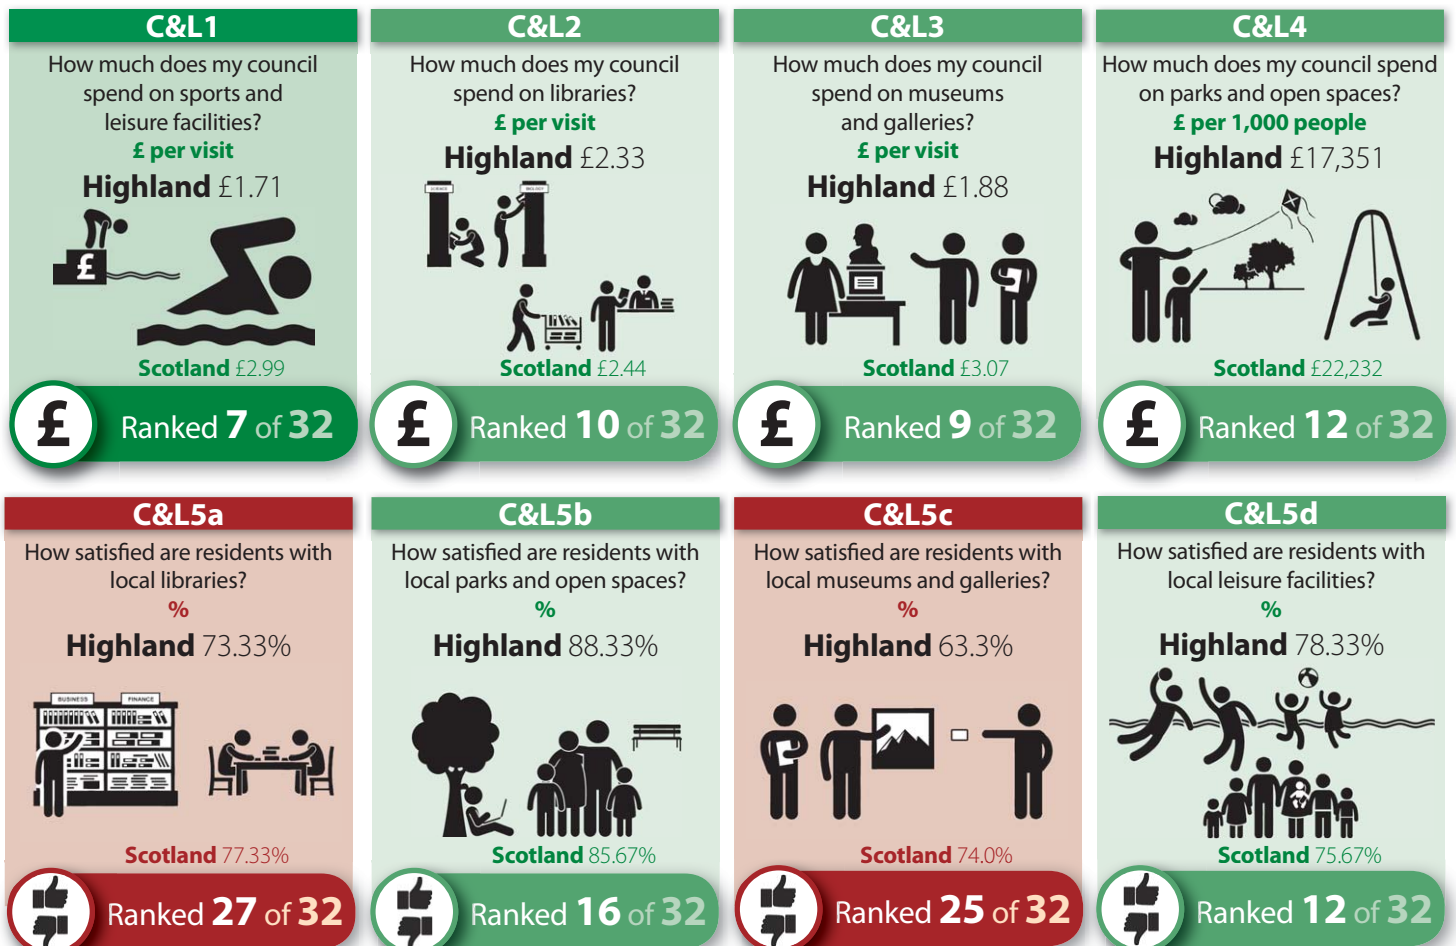 C&L1
How much does my council
spend on sports and
leisure facilities?
£ per visit
Highland £1.71
£
Scotland £2.99
£ Ranked 7 of 32
C&L2
How much does my council
spend on libraries?
£ per visit
Highland £2.33
BIOLOGY
Scotland £2.44
£ Ranked 10 of 32
C&L3
How much does my council
spend on museums
and galleries?
£ per visit
Highland £1.88
Scotland £3.07
£ Ranked 9 of 32
C&L4
How much does my council spend
on parks and open spaces?
£ per 1,000 people
Highland £17,351
Scotland £22,232
£ Ranked 12 of 32
C&L5a
How satisfied are residents with
local libraries?
%
Highland 73.33%
BUSINESS FINANCE
Scotland 77.33%
Ranked 27 of 32
C&L5b
How satisfied are residents with
local parks and open spaces?
%
Highland 88.33%
Scotland 85.67%
Ranked 16 of 32
C&L5c
How satisfied are residents with
local museums and galleries?
%
Highland 63.3%
Scotland 74.0%
Ranked 25 of 32
C&L5d
How satisfied are residents with
local leisure facilities?
%
Highland 78.33%
Scotland 75.67%
Ranked 12 of 32